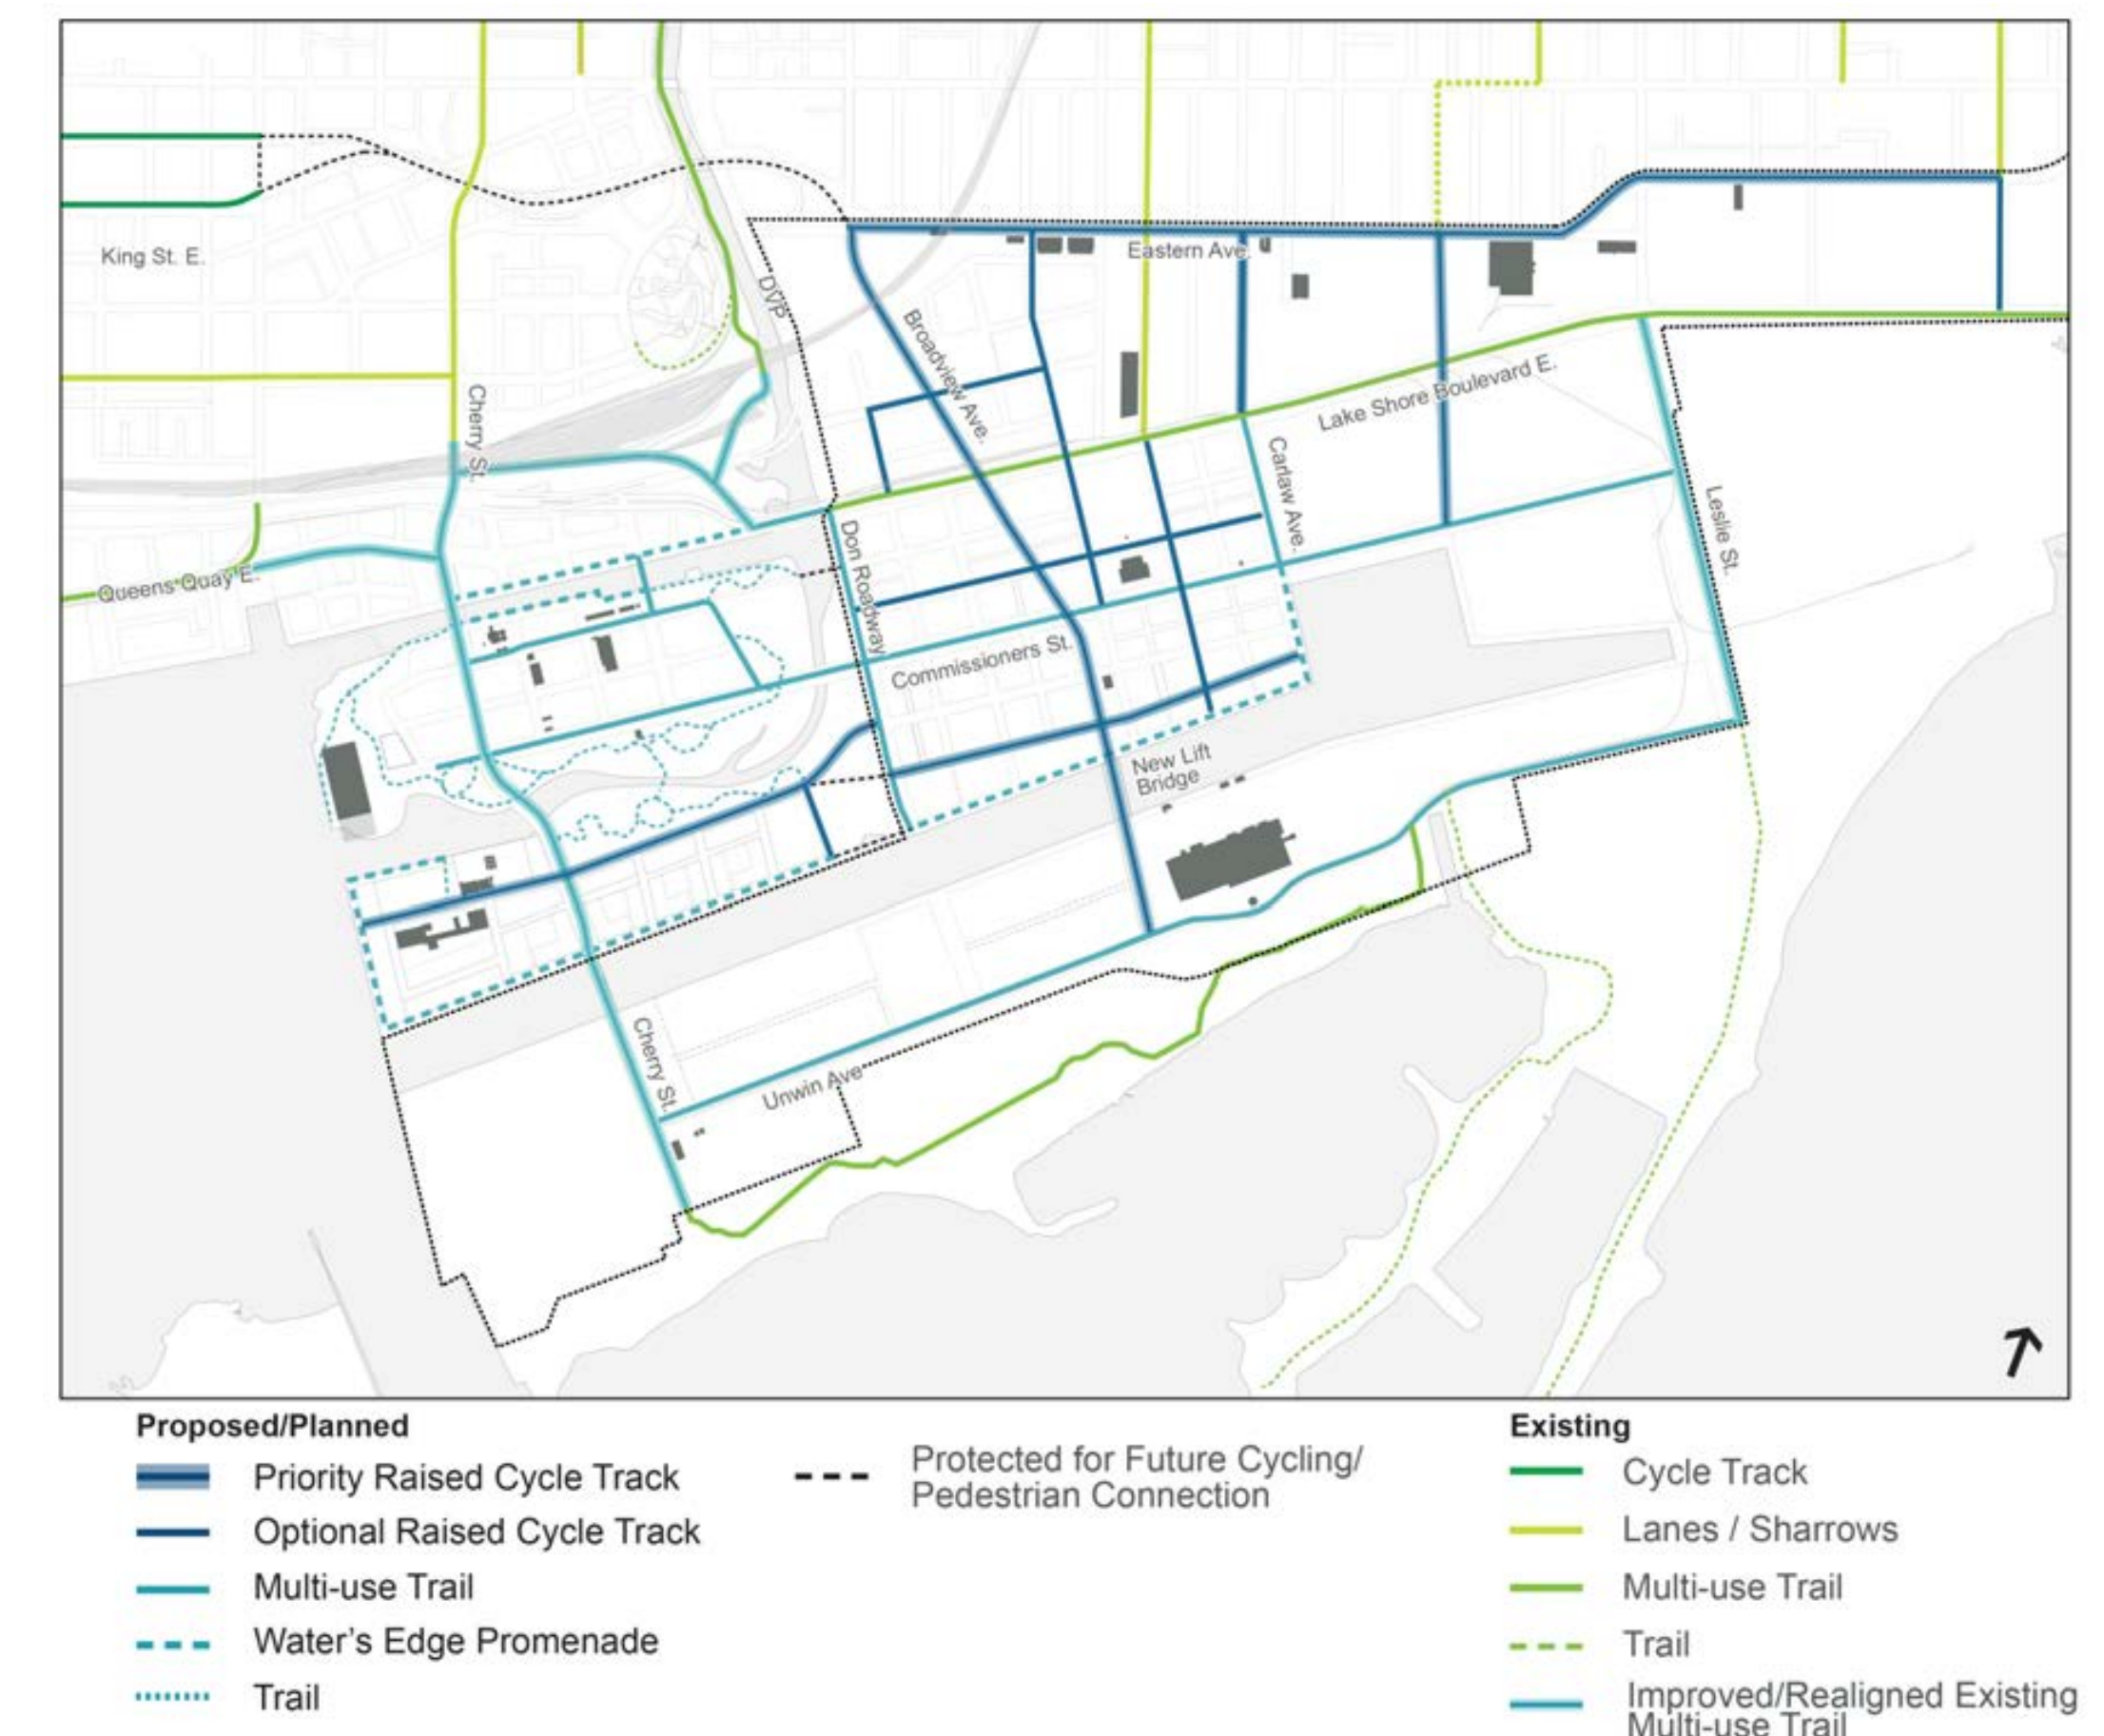 King St. E.
DVP
Eastern Ave.
Broadview Ave.
Cherry St.
Lake Shore Boulevard E.
Carlaw Ave.
Leslie St.
Queens Quay E.
Don Roadway
Commissioners St.
New Lift
Bridge
Cherry St.
Unwin Ave
Proposed/Planned
Priority Raised Cycle Track
Optional Raised Cycle Track
Multi-use Trail
Water's Edge Promenade
Trail
Protected for Future Cycling/
Pedestrian Connection
Existing
Cycle Track
Lanes / Sharrows
Multi-use Trail
Trail
Improved/Realigned Existing
Multi-use Trail